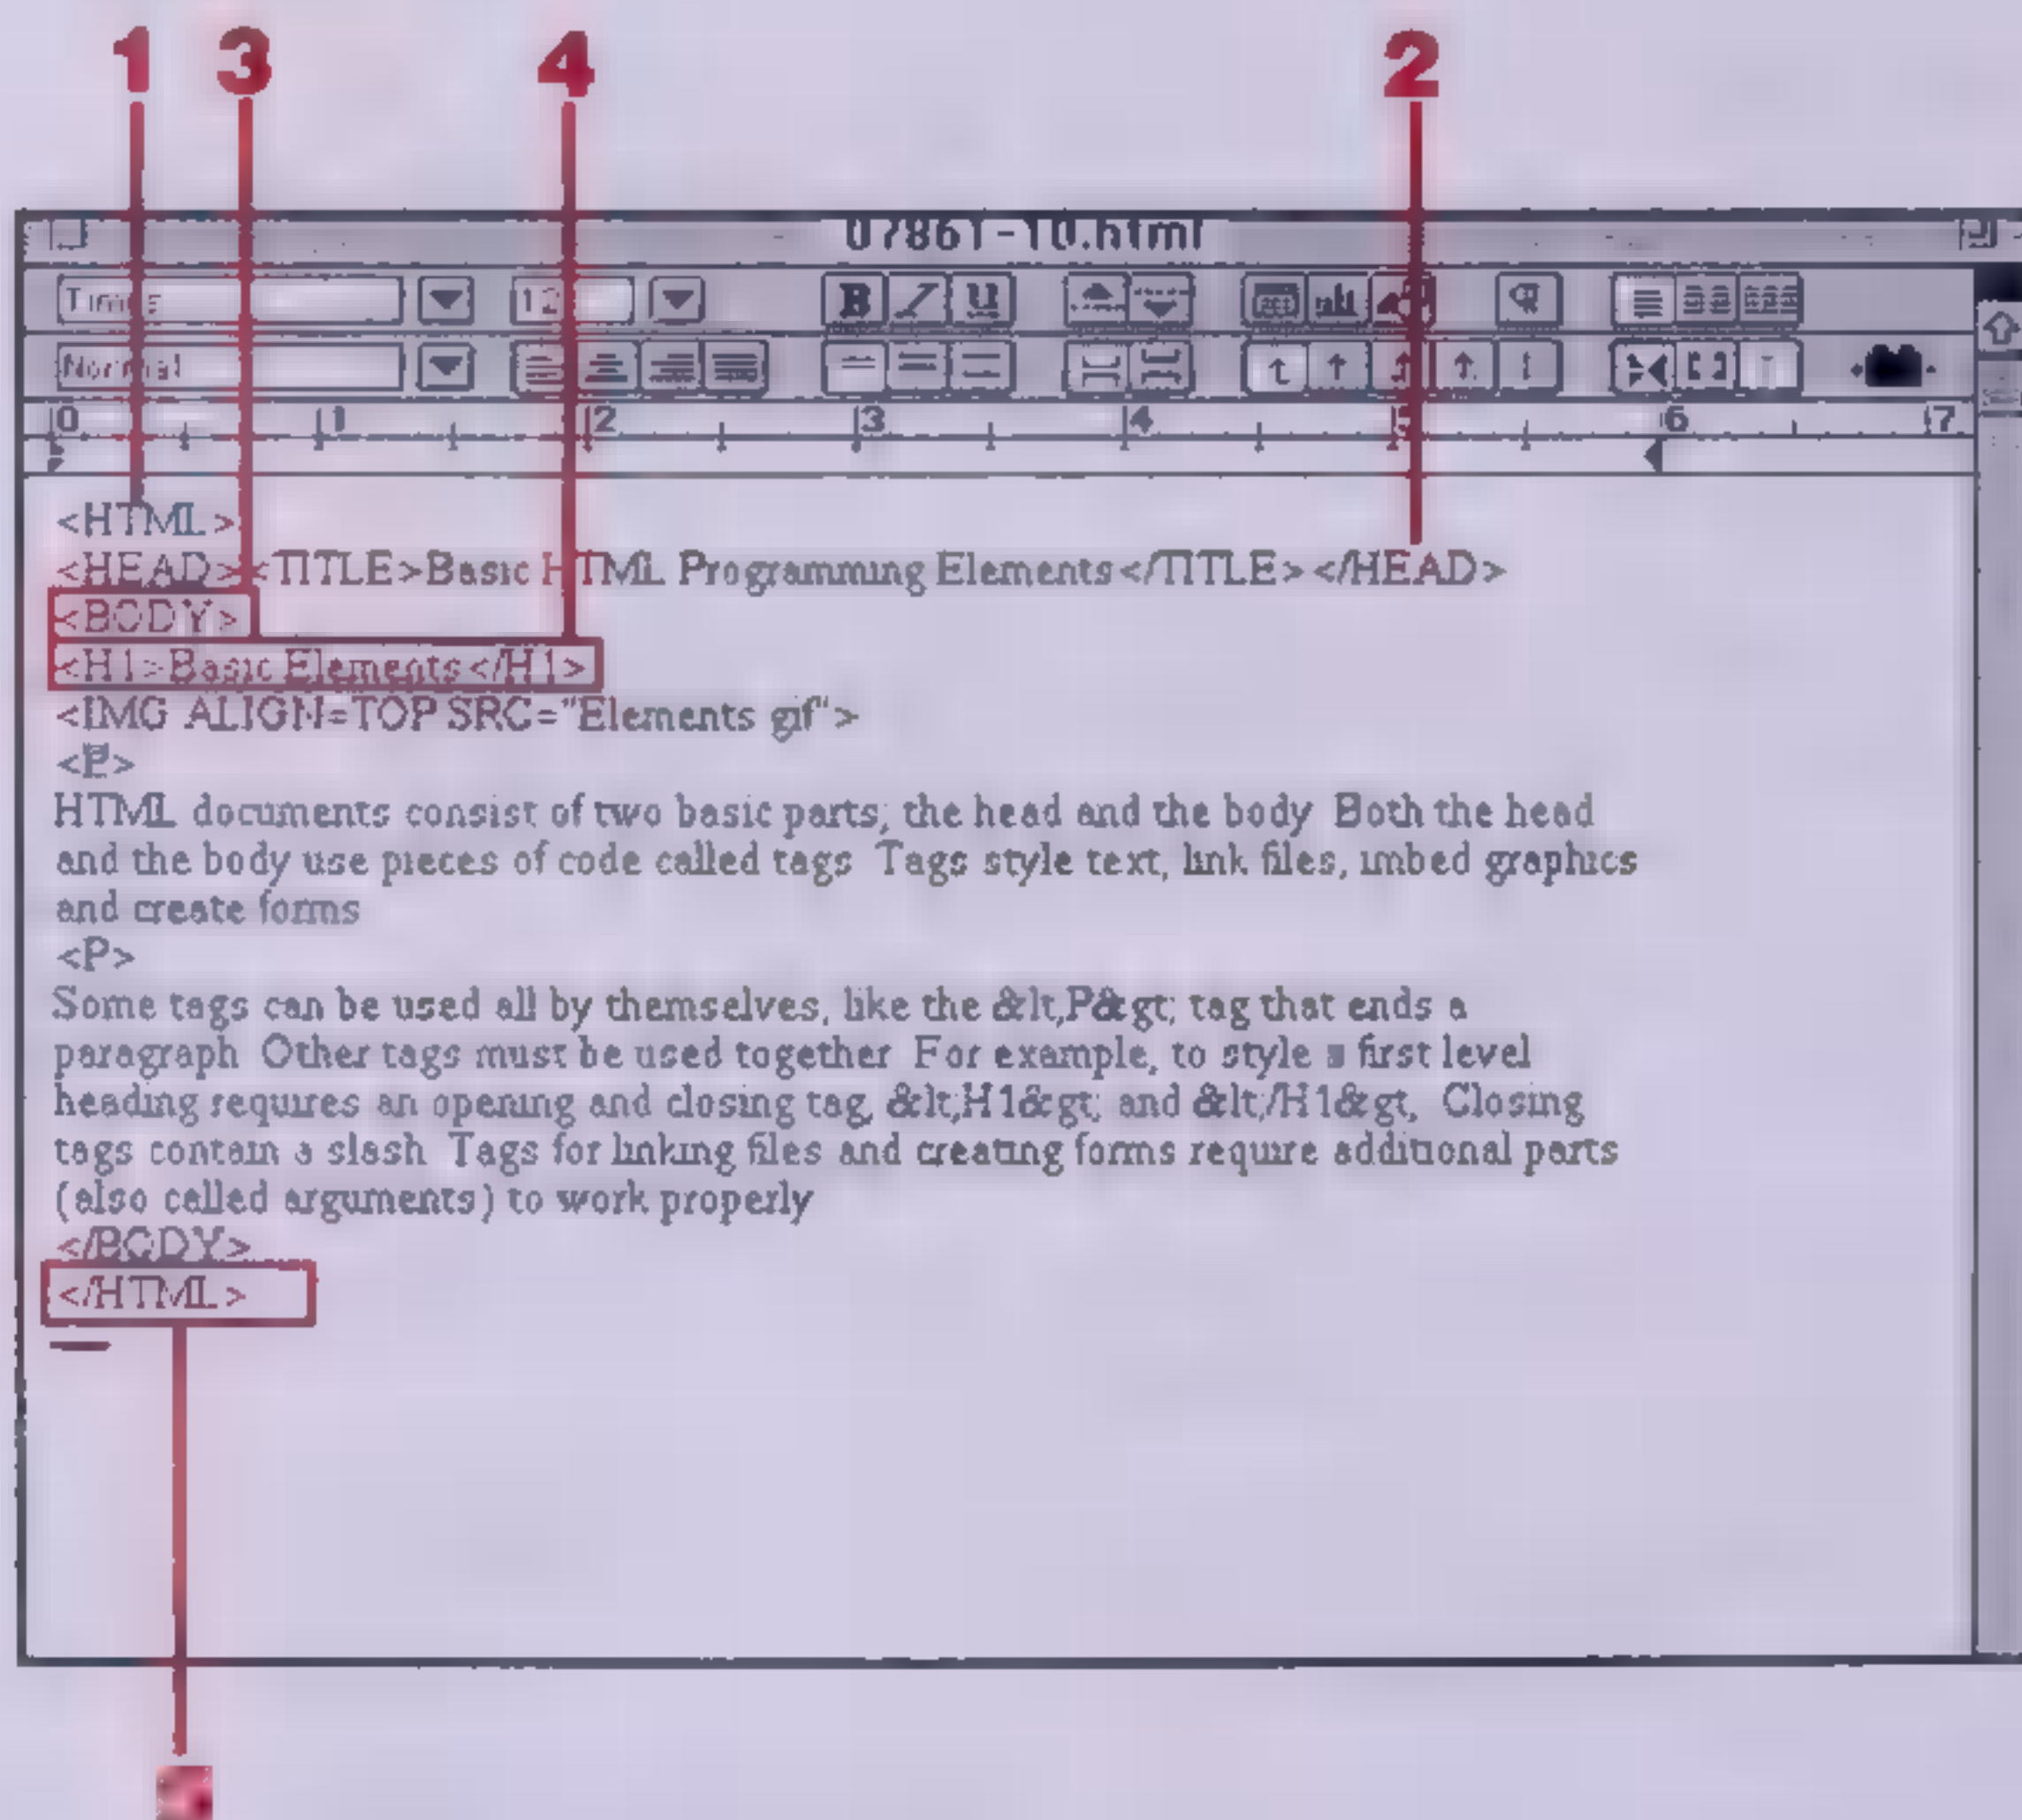 1 3 4 2
07861-10.html
Times 12 B I U
Normal
0 1 2 3 4 5 6 7
<HTML>
<HEAD><TITLE>Basic HTML Programming Elements</TITLE></HEAD>
<BODY>
<H1>Basic Elements</H1>
<IMG ALIGN=TOP SRC="Elements gif">
<P>
HTML documents consist of two basic parts; the head and the body Both the head
and the body use pieces of code called tags Tags style text, link files, imbed graphics
and create forms
<P>
Some tags can be used all by themselves, like the &lt,P&gt; tag that ends a
paragraph Other tags must be used together For example, to style a first level
heading requires an opening and closing tag, &lt,H1&gt; and &lt;/H1&gt, Closing
tags contain a slash Tags for linking files and creating forms require additional parts
(also called arguments) to work properly
</BODY>
</HTML>